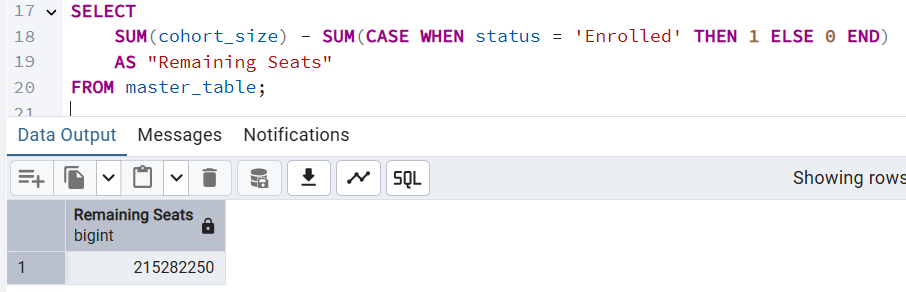 17 SELECT
18 SUM(cohort_size) - SUM(CASE WHEN status = 'Enrolled' THEN 1 ELSE 0 END)
19 AS "Remaining Seats"
20 FROM master_table;
21
Data Output Messages Notifications
SQL Showing rows
Remaining Seats
bigint
1 215282250